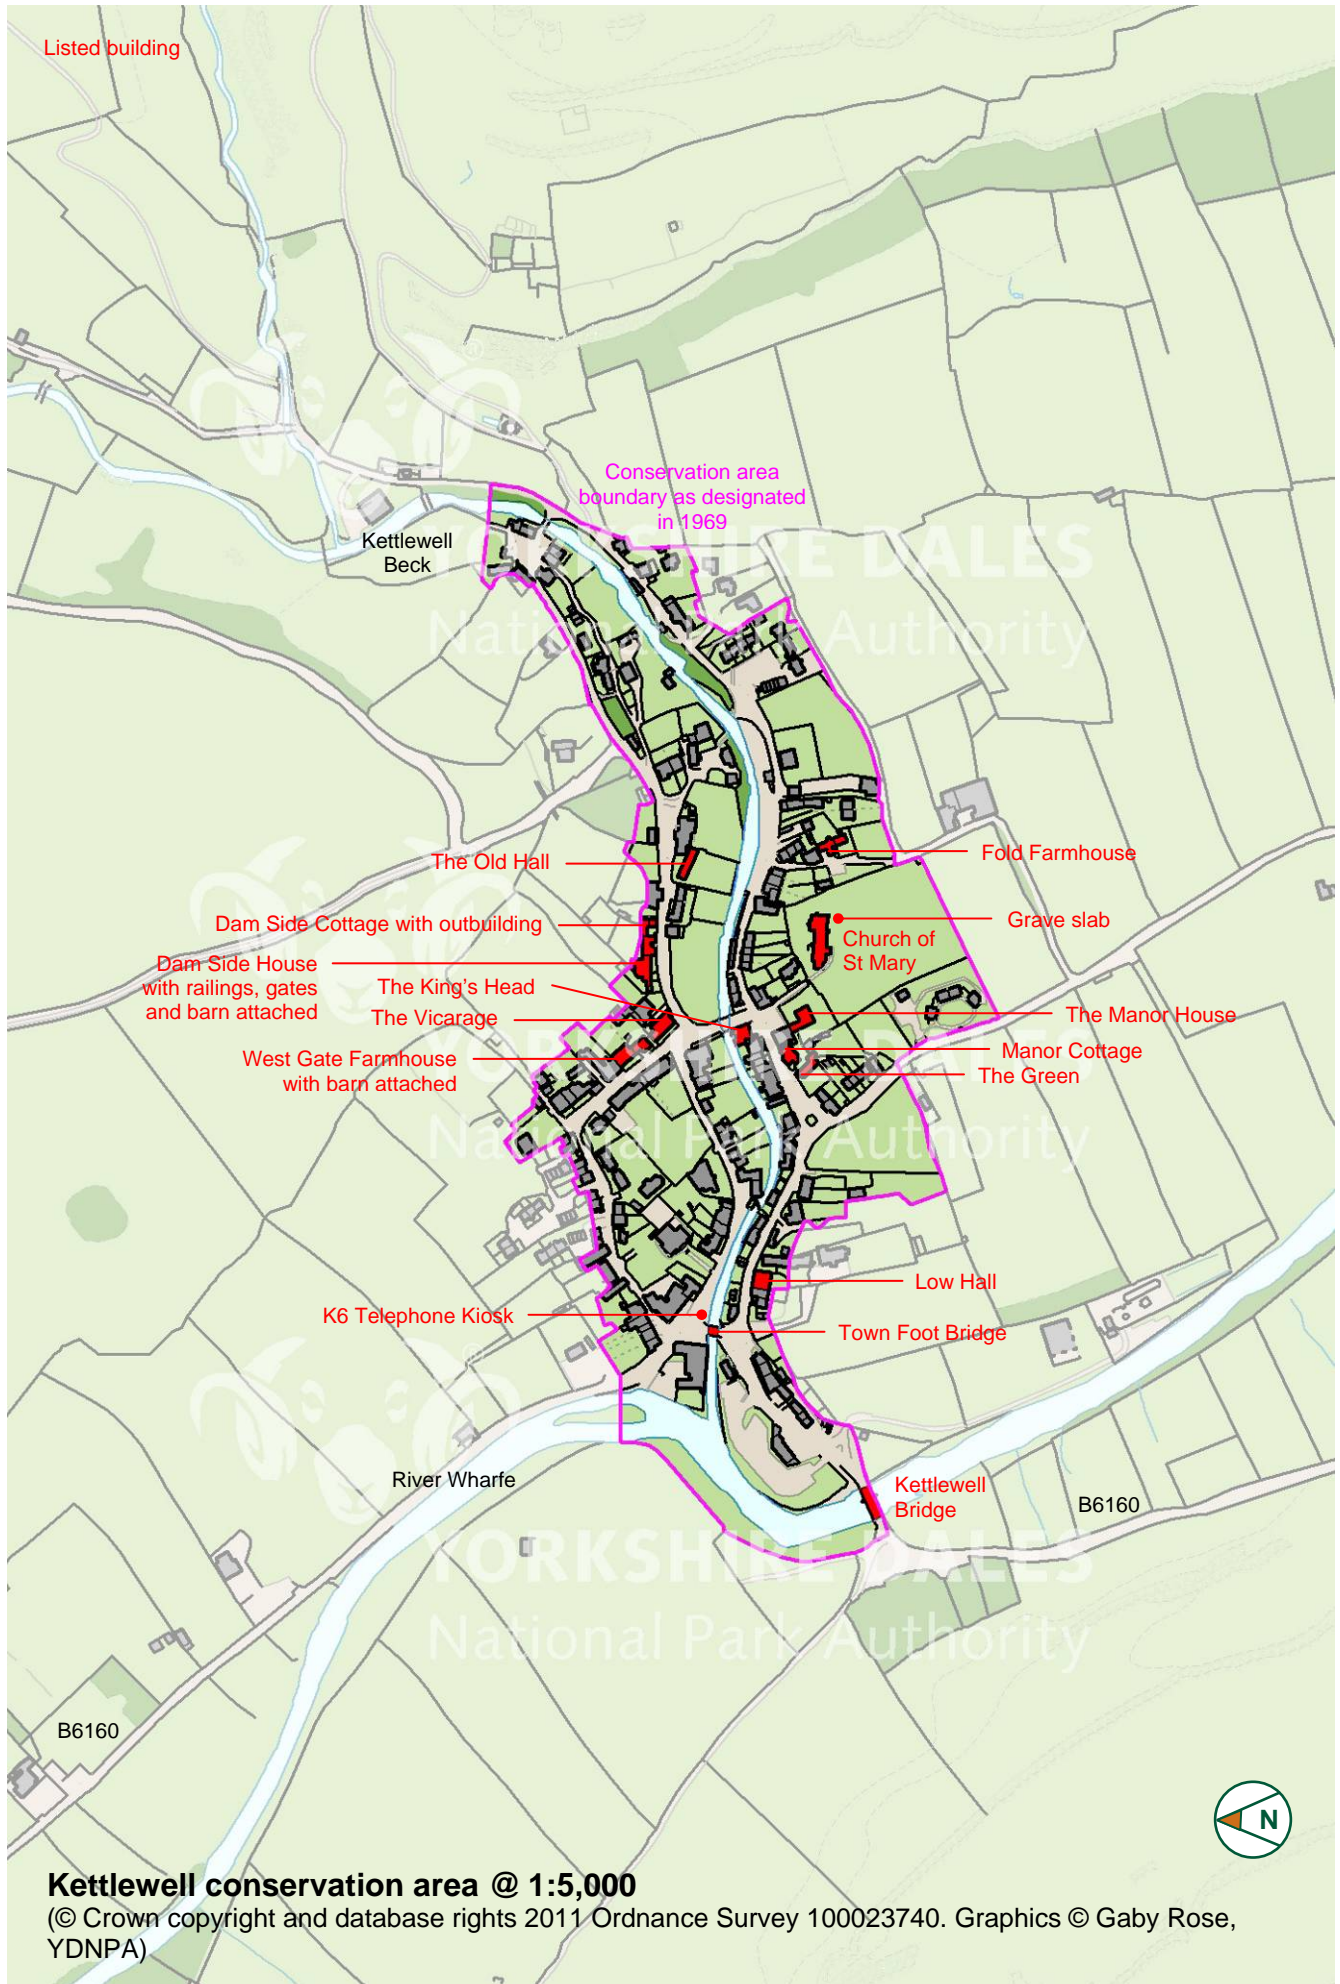 Listed building
Conservation area
boundary as designated
in 1969
YORKSHIRE DALES
National Park Authority
Kettlewell
Beck
The Old Hall
Fold Farmhouse
Dam Side Cottage with outbuilding
Grave slab
Church of
St Mary
Dam Side House
with railings, gates
and barn attached
The King's Head
The Vicarage
The Manor House
West Gate Farmhouse
with barn attached
Manor Cottage
The Green
YORKSHIRE DALES
National Park Authority
Low Hall
K6 Telephone Kiosk
Town Foot Bridge
River Wharfe
Kettlewell
Bridge
B6160
YORKSHIRE DALES
National Park Authority
B6160
N
Kettlewell conservation area @ 1:5,000
(© Crown copyright and database rights 2011 Ordnance Survey 100023740. Graphics © Gaby Rose,
YDNPA)